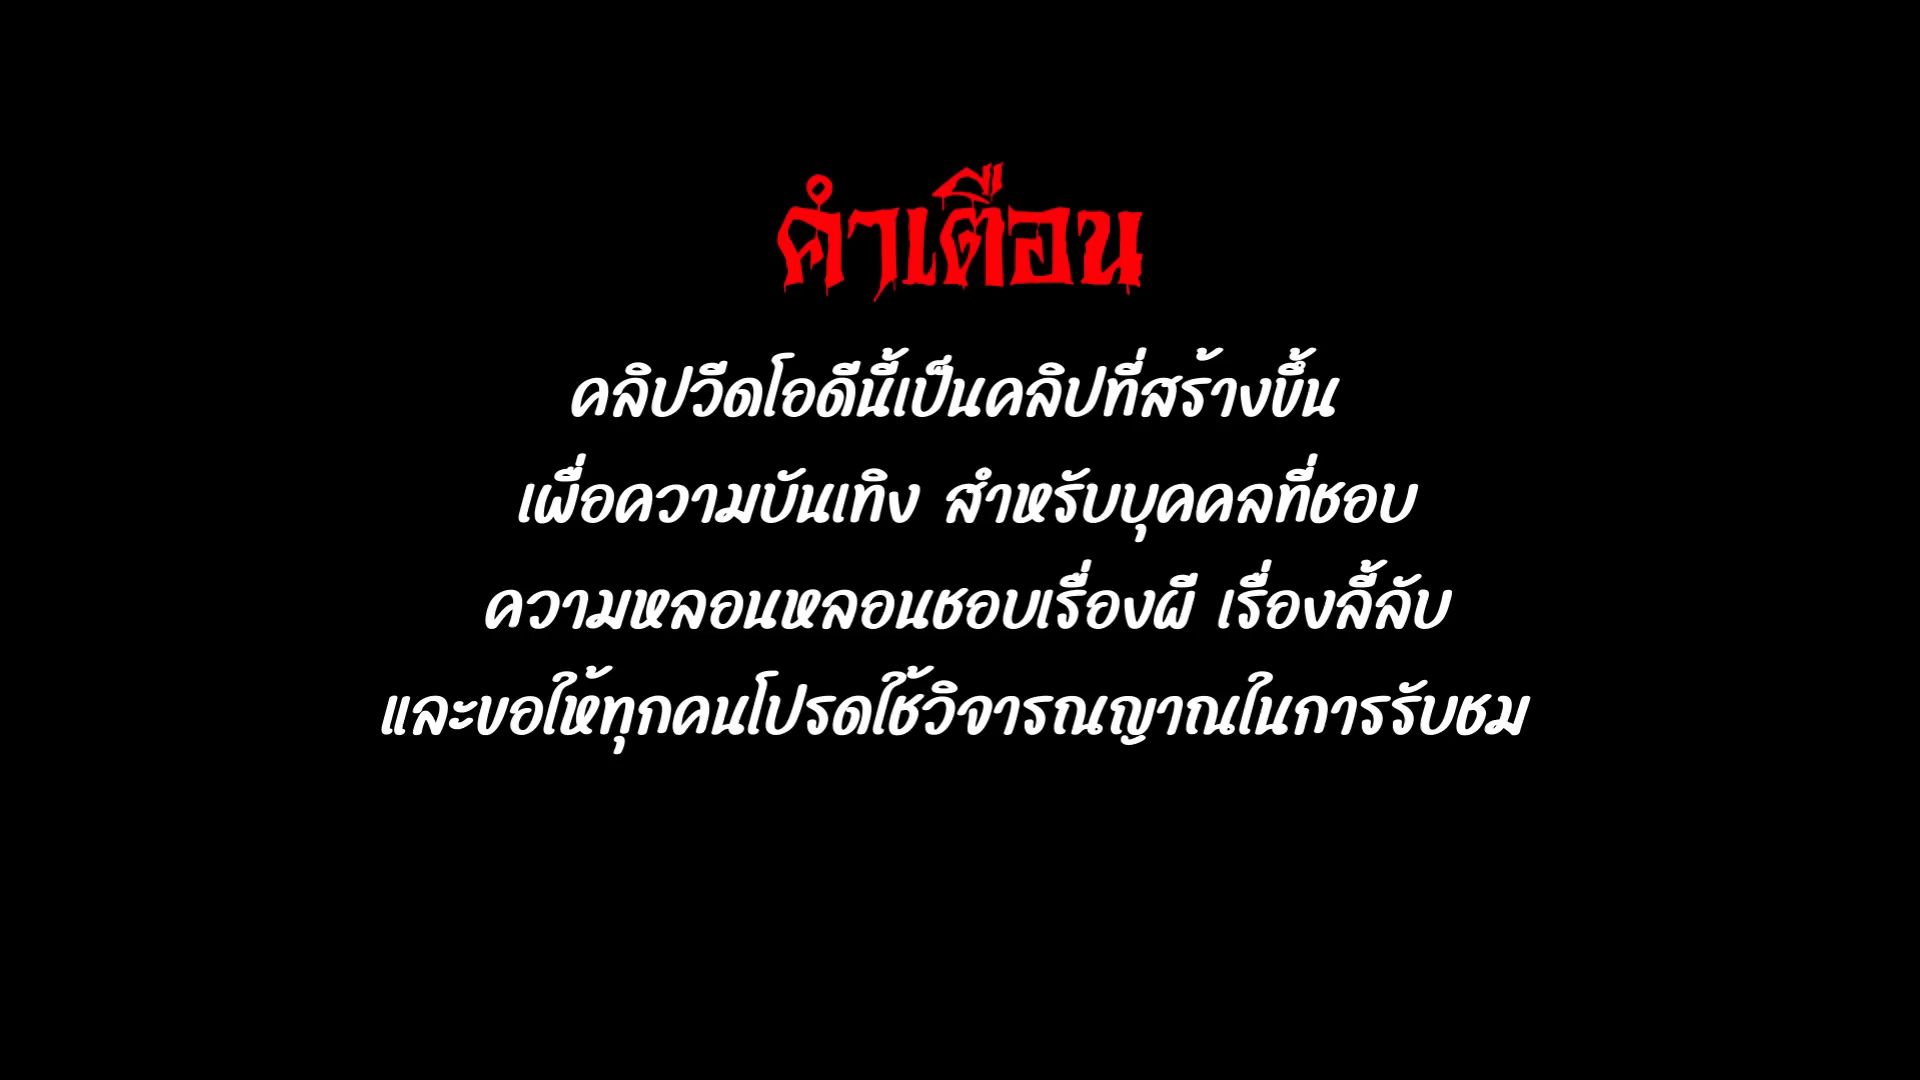 คำเตือน
คลิปวีดโอดีนี้เป็นคลิปที่สร้างขึ้น
เพื่อความบันเทิง สำหรับบุคคลที่ชอบ
ความหลอนหลอนชอบเรื่องผี เรื่องลี้ลับ
และขอให้ทุกคนโปรดใช้วิจารณญาณในการรับชม